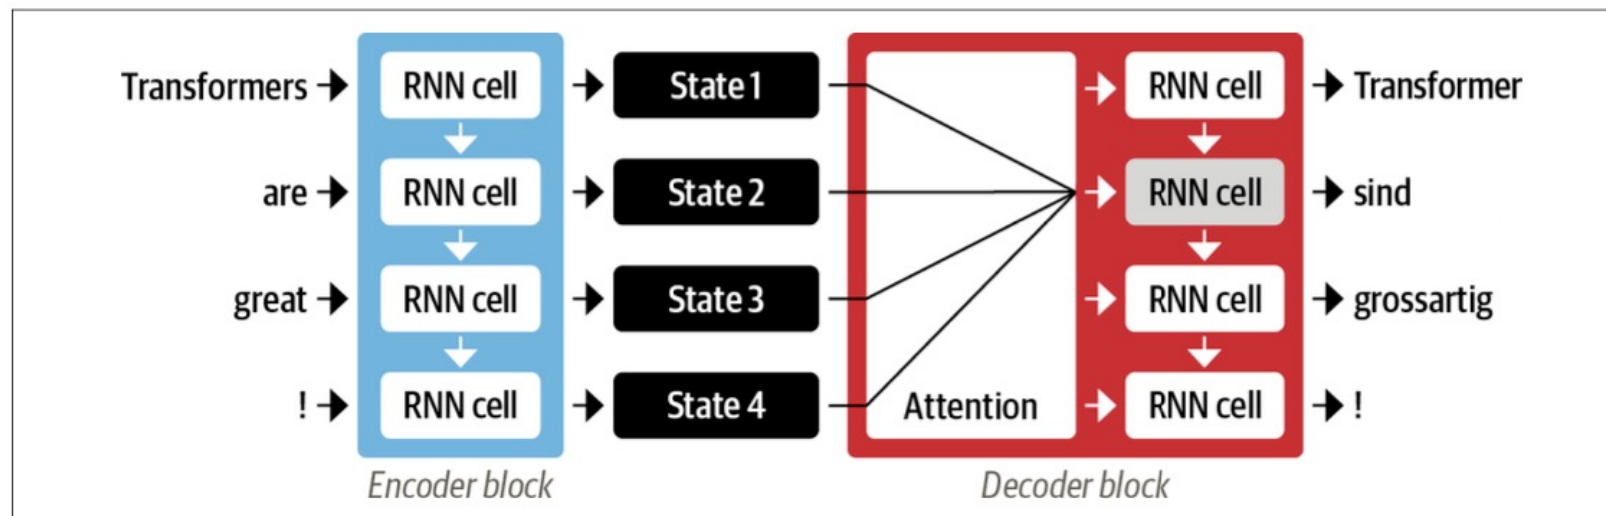 Transformers RNN cell State 1 RNN cell Transformer
are RNN cell State 2 RNN cell sind
great RNN cell State 3 RNN cell grossartig
! RNN cell State 4 Attention RNN cell !
Encoder block Decoder block